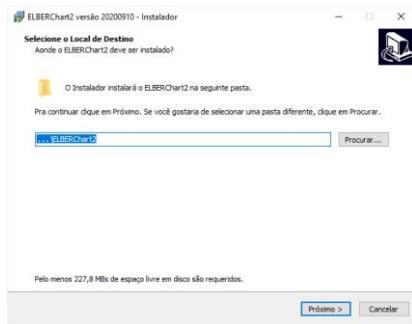 ELBERChart2 versão 20200910 - Instalador
Selecione o Local de Destino
Aonde o ELBERChart2 deve ser instalado?
O Instalador instalará o ELBERChart2 na seguinte pasta.
Pra continuar clique em Próximo. Se você gostaria de selecionar uma pasta diferente, clique em Procurar.
...\ELBERChart2
Procurar...
Pelo menos 227,8 MBs de espaço livre em disco são requeridos.
Próximo >
Cancelar